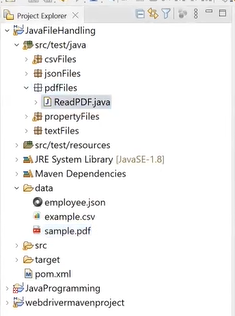 Project Explorer
JavaFileHandling
src/test/java
csvFiles
jsonFiles
pdfFiles
ReadPDF.java
propertyFiles
textFiles
src/test/resources
JRE System Library [JavaSE-1.8]
Maven Dependencies
data
employee.json
example.csv
sample.pdf
src
target
pom.xml
JavaProgramming
webdrivermavenproject